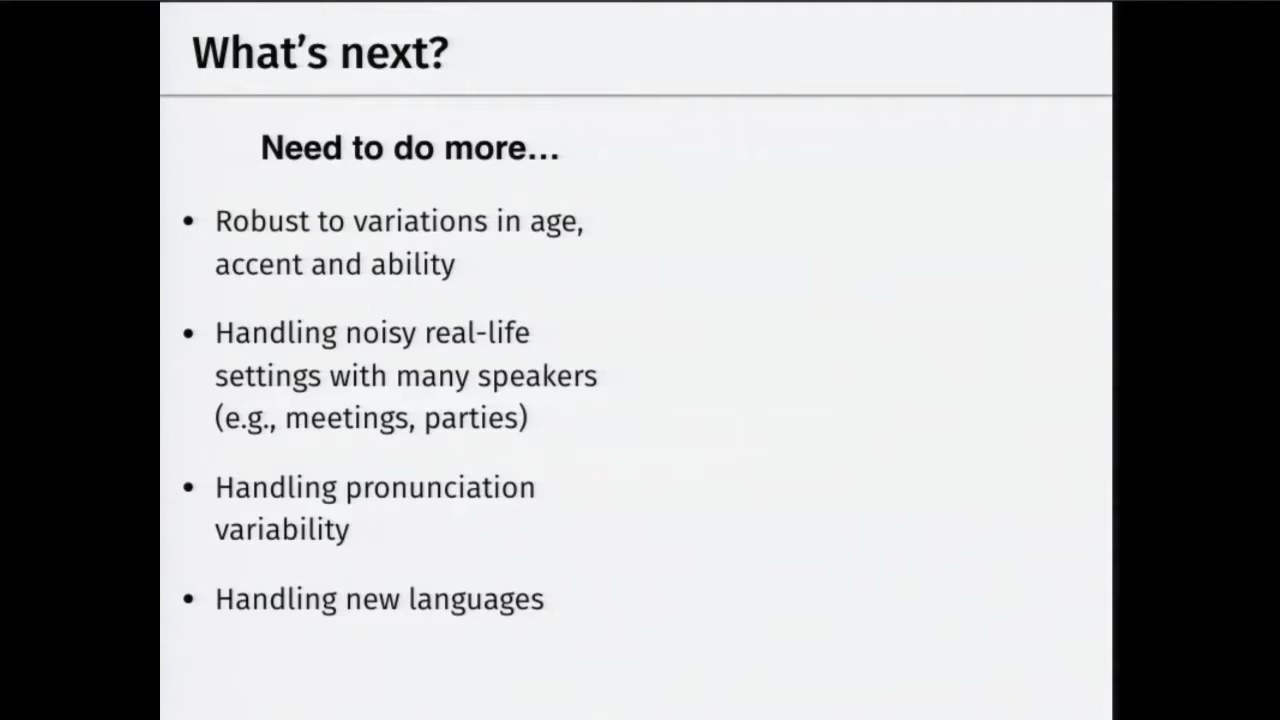 What’s next?
Need to do more…
• Robust to variations in age,
accent and ability
• Handling noisy real-life
settings with many speakers
(e.g., meetings, parties)
• Handling pronunciation
variability
• Handling new languages